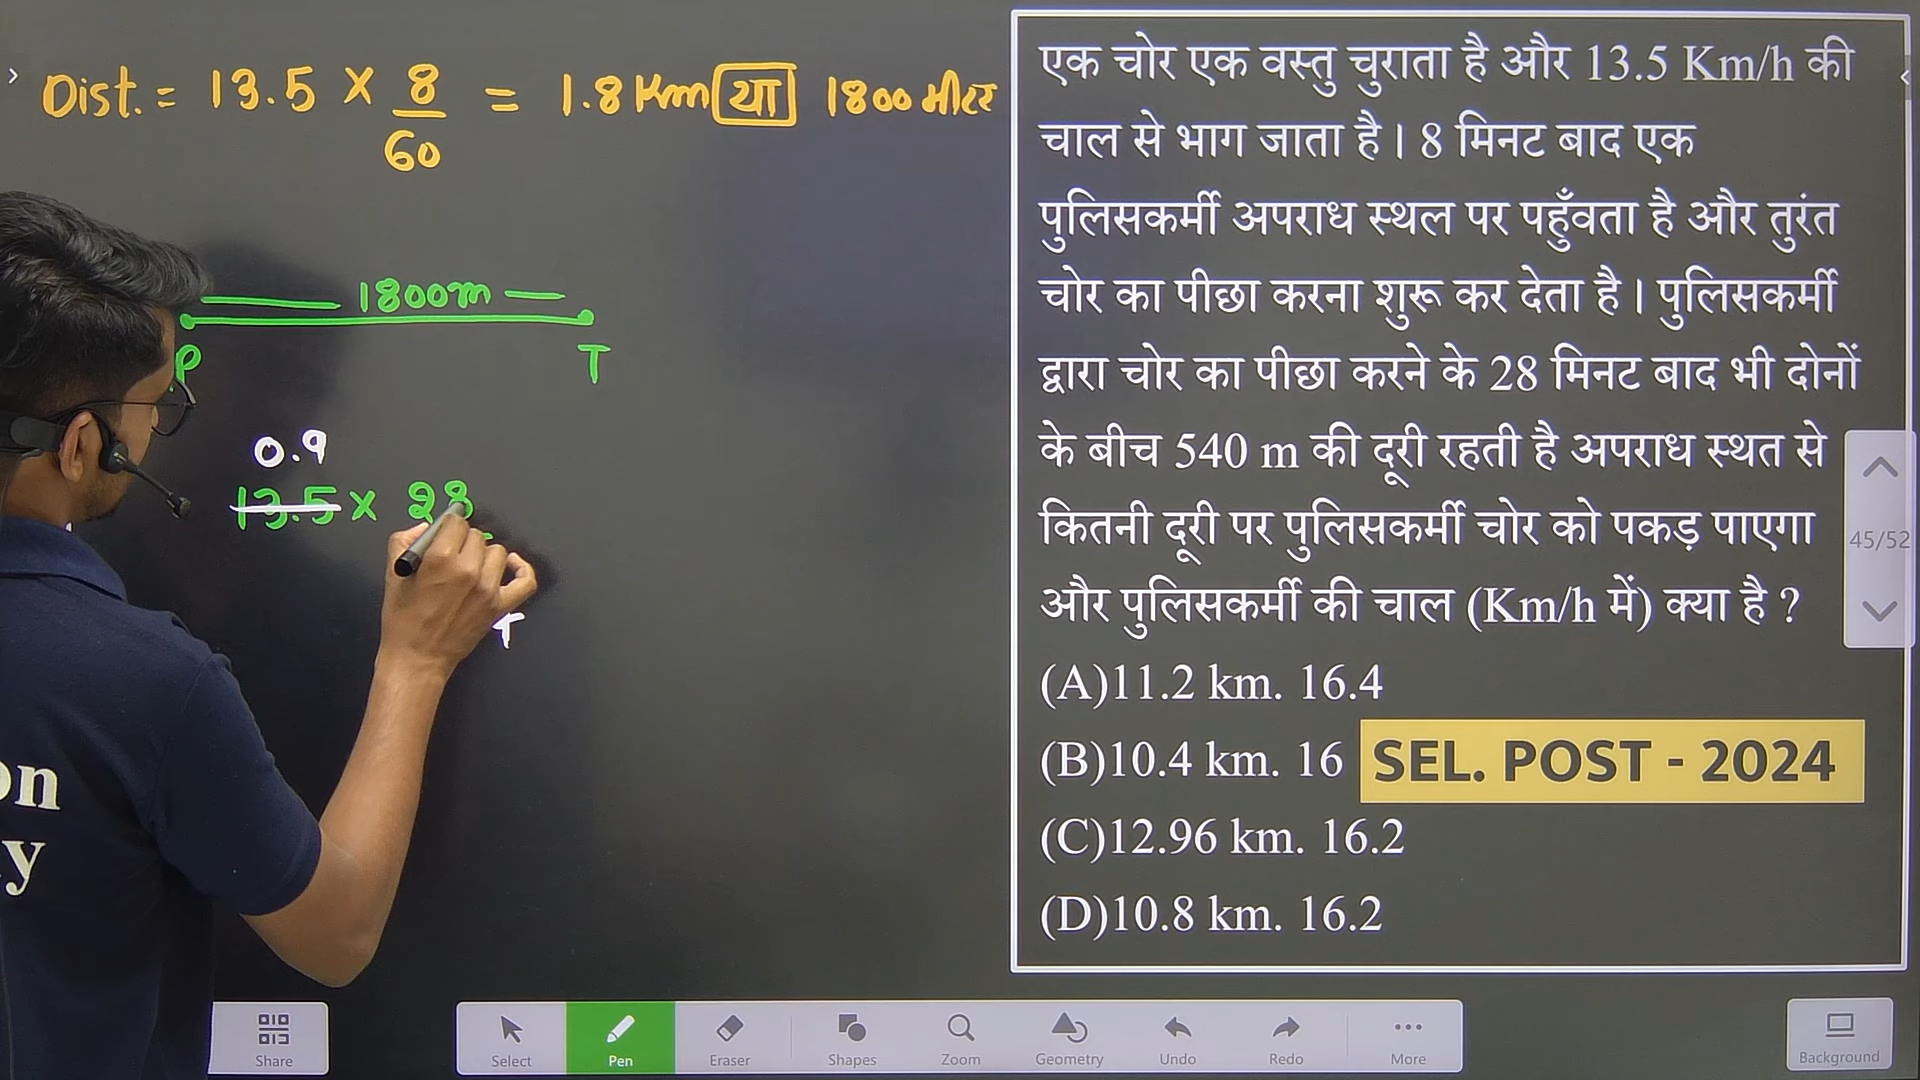 Dist. = 13.5 × 8/60 = 1.8 Km या 1800 मीटर
1800m
P T
0.9
13.5 × 28
on
y
एक चोर एक वस्तु चुराता है और 13.5 Km/h की
चाल से भाग जाता है। 8 मिनट बाद एक
पुलिसकर्मी अपराध स्थल पर पहुँवता है और तुरंत
चोर का पीछा करना शुरू कर देता है। पुलिसकर्मी
द्वारा चोर का पीछा करने के 28 मिनट बाद भी दोनों
के बीच 540 m की दूरी रहती है अपराध स्थत से
कितनी दूरी पर पुलिसकर्मी चोर को पकड़ पाएगा
और पुलिसकर्मी की चाल (Km/h में) क्या है ?
(A)11.2 km. 16.4
(B)10.4 km. 16
SEL. POST - 2024
(C)12.96 km. 16.2
(D)10.8 km. 16.2
45/52
Share
Select Pen Eraser Shapes Zoom Geometry Undo Redo More
Background